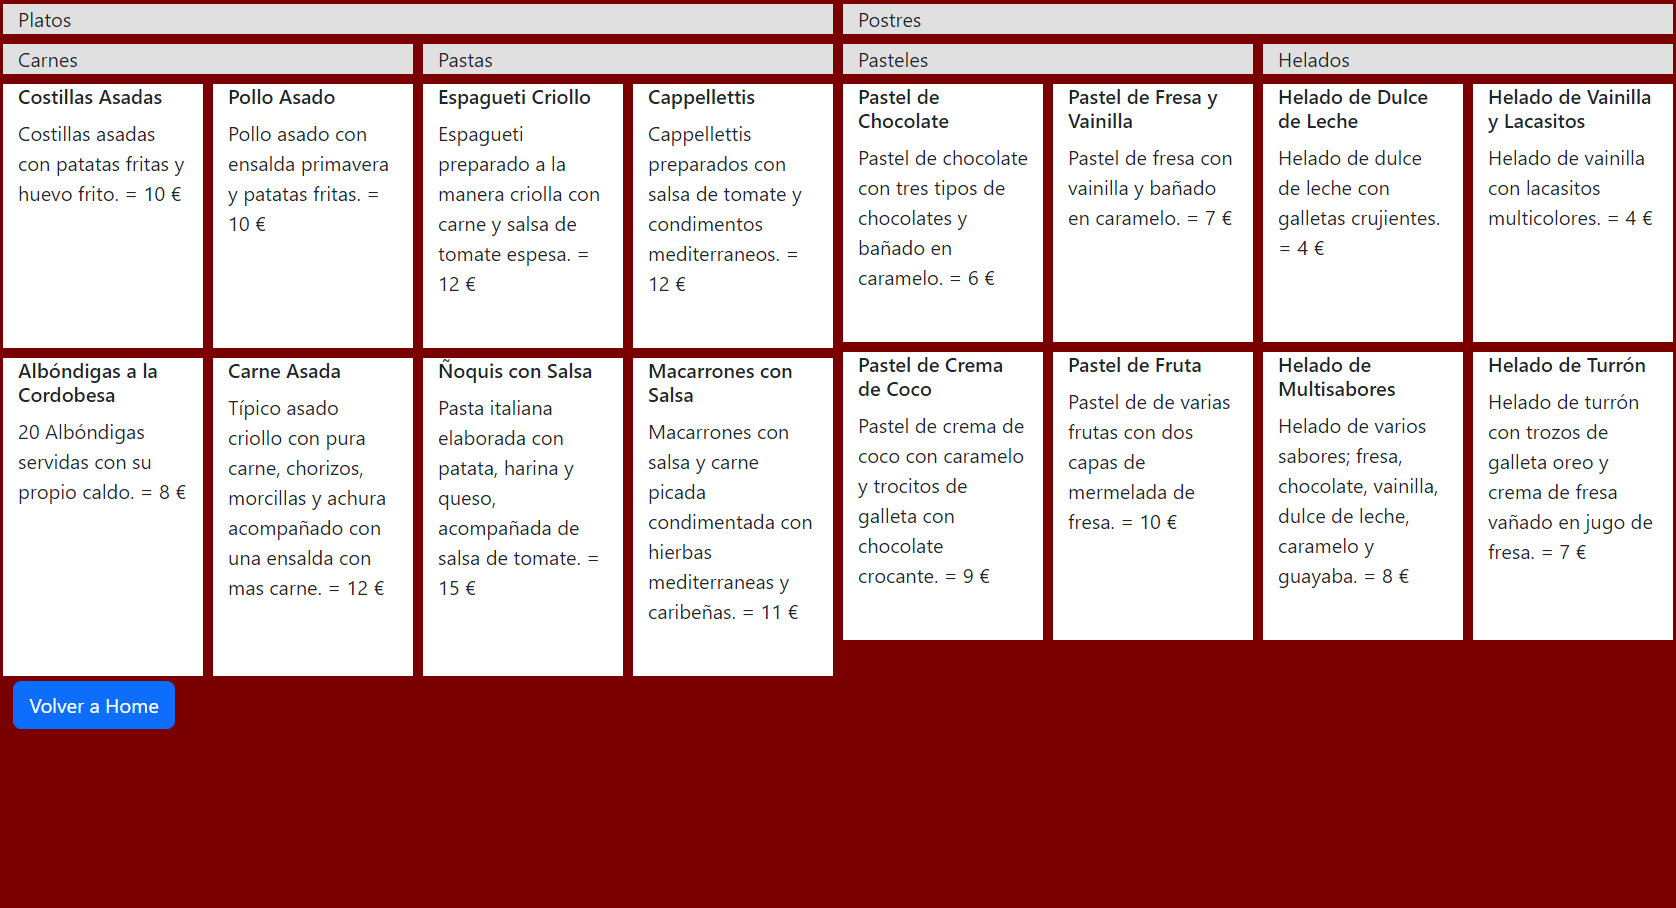 Platos
Postres
Carnes
Pastas
Pasteles
Helados
Costillas Asadas
Costillas asadas
con patatas fritas y
huevo frito. = 10 €
Pollo Asado
Pollo asado con
ensalda primavera
y patatas fritas. =
10 €
Espagueti Criollo
Espagueti
preparado a la
manera criolla con
carne y salsa de
tomate espesa. =
12 €
Cappellettis
Cappellettis
preparados con
salsa de tomate y
condimentos
mediterraneos. =
12 €
Pastel de
Chocolate
Pastel de chocolate
con tres tipos de
chocolates y
bañado en
caramelo. = 6 €
Pastel de Fresa y
Vainilla
Pastel de fresa con
vainilla y bañado
en caramelo. = 7 €
Helado de Dulce
de Leche
Helado de dulce
de leche con
galletas crujientes.
= 4 €
Helado de Vainilla
y Lacasitos
Helado de vainilla
con lacasitos
multicolores. = 4 €
Albóndigas a la
Cordobesa
20 Albóndigas
servidas con su
propio caldo. = 8 €
Carne Asada
Típico asado
criollo con pura
carne, chorizos,
morcillas y achura
acompañado con
una ensalda con
mas carne. = 12 €
Ñoquis con Salsa
Pasta italiana
elaborada con
patata, harina y
queso,
acompañada de
salsa de tomate. =
15 €
Macarrones con
Salsa
Macarrones con
salsa y carne
picada
condimentada con
hierbas
mediterraneas y
caribeñas. = 11 €
Pastel de Crema
de Coco
Pastel de crema de
coco con caramelo
y trocitos de
galleta con
chocolate
crocante. = 9 €
Pastel de Fruta
Pastel de de varias
frutas con dos
capas de
mermelada de
fresa. = 10 €
Helado de
Multisabores
Helado de varios
sabores; fresa,
chocolate, vainilla,
dulce de leche,
caramelo y
guayaba. = 8 €
Helado de Turrón
Helado de turrón
con trozos de
galleta oreo y
crema de fresa
vañado en jugo de
fresa. = 7 €
Volver a Home